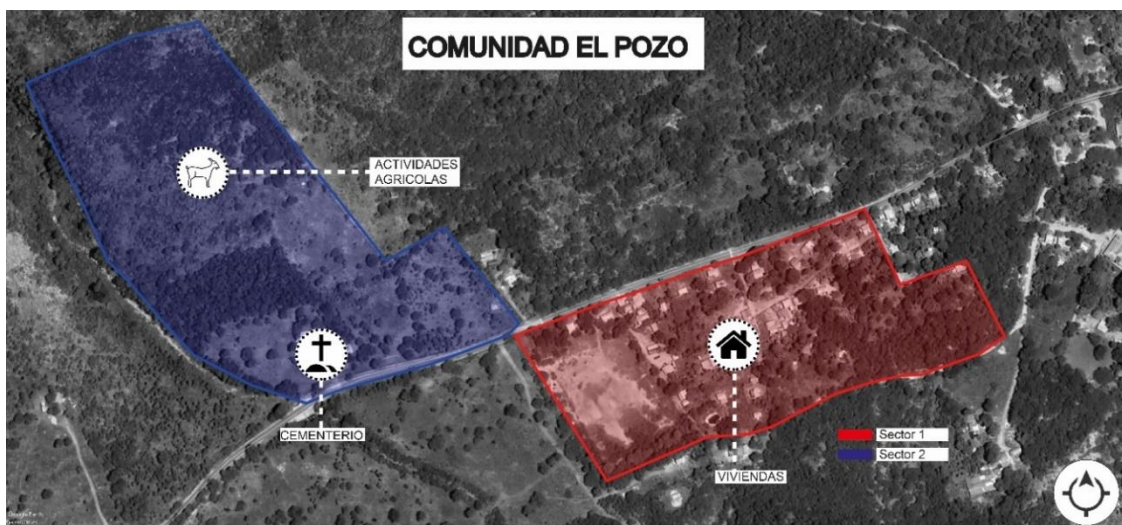 COMUNIDAD EL POZO
ACTIVIDADES
AGRICOLAS
CEMENTERIO
Sector 1
Sector 2
VIVIENDAS